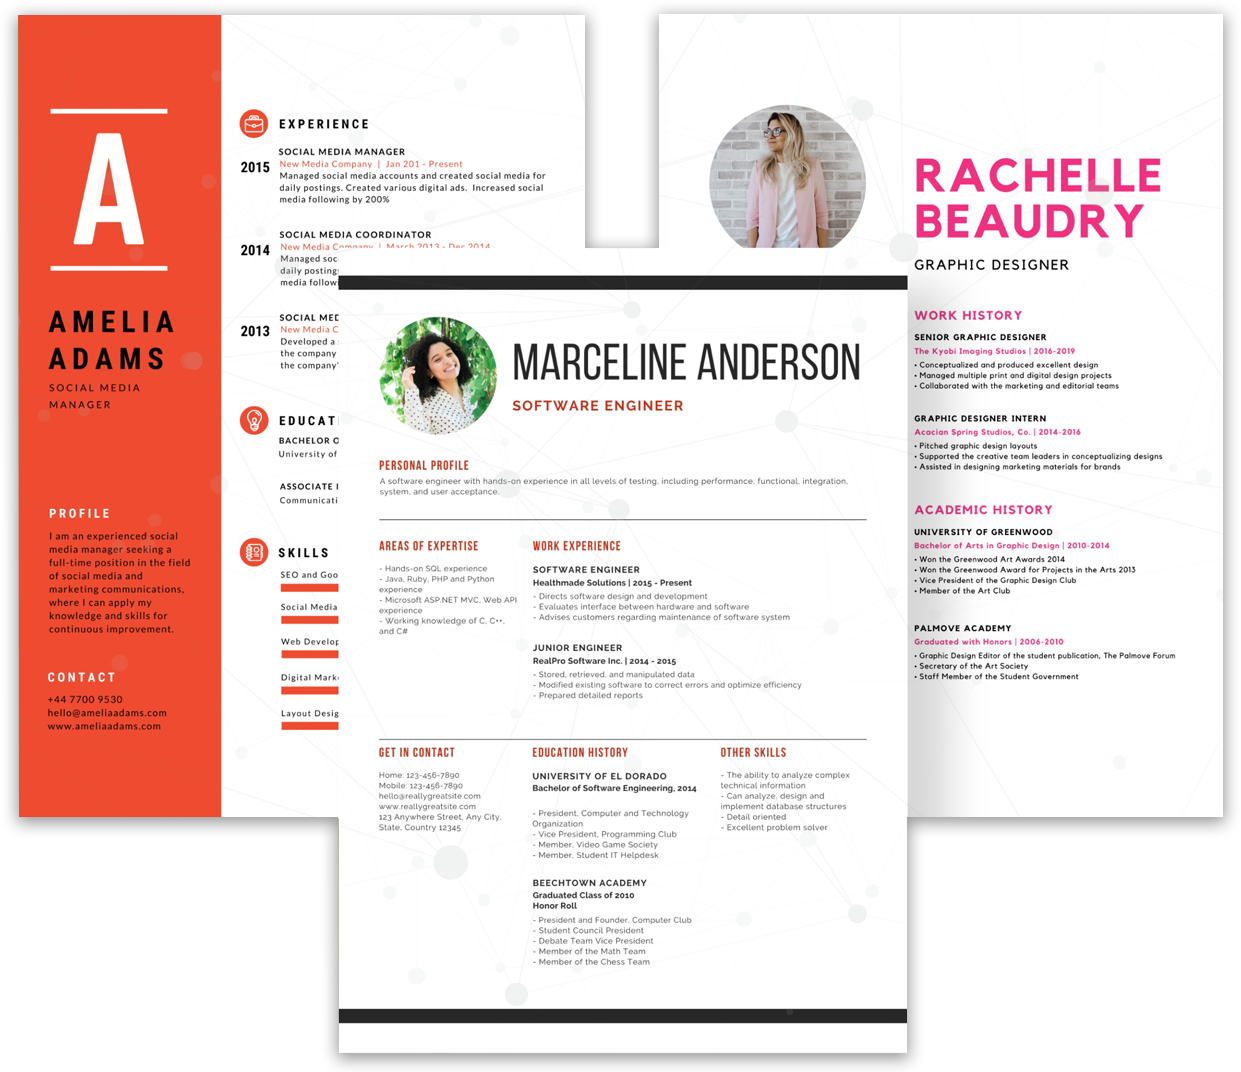 A
AMELIA
ADAMS
SOCIAL MEDIA
MANAGER
PROFILE
I am an experienced social
media manager seeking a
full-time position in the field
of social media and
marketing communications,
where I can apply my
knowledge and skills for
continuous improvement.
CONTACT
+44 7700 9530
hello@ameliaadams.com
www.ameliaadams.com
EXPERIENCE
SOCIAL MEDIA MANAGER
2015
New Media Company | Jan 201 - Present
Managed social media accounts and created social media for
daily postings. Created various digital ads. Increased social
media following by 200%
SOCIAL MEDIA COORDINATOR
2014
New Media Company | March 2013 - Dec 2014
Managed soc
daily posting
media follow
SOCIAL MED
2013
New Media C
Developed a
the company
the company'
EDUCAT
BACHELOR O
University of
ASSOCIATE
Communicati
SKILLS
SEO and Goo
Social Media
Web Develop
Digital Mark
Layout Desig
MARCELINE ANDERSON
SOFTWARE ENGINEER
PERSONAL PROFILE
A software engineer with hands-on experience in all levels of testing, including performance, functional, integration,
system, and user acceptance.
AREAS OF EXPERTISE
- Hands-on SQL experience
- Java, Ruby, PHP and Python
experience
- Microsoft ASP.NET MVC, Web API
experience
- Working knowledge of C, C++,
and C#
WORK EXPERIENCE
SOFTWARE ENGINEER
Healthmade Solutions | 2015 - Present
- Directs software design and development
- Evaluates interface between hardware and software
- Advises customers regarding maintenance of software system
JUNIOR ENGINEER
RealPro Software Inc. | 2014 - 2015
- Stored, retrieved, and manipulated data
- Modified existing software to correct errors and optimize efficiency
- Prepared detailed reports
GET IN CONTACT
Home: 123-456-7890
Mobile: 123-456-7890
hello@reallygreatsite.com
www.reallygreatsite.com
123 Anywhere Street, Any City,
State, Country 12345
EDUCATION HISTORY
UNIVERSITY OF EL DORADO
Bachelor of Software Engineering, 2014
- President, Computer and Technology
Organization
- Vice President, Programming Club
- Member, Video Game Society
- Member, Student IT Helpdesk
BEECHTOWN ACADEMY
Graduated Class of 2010
Honor Roll
- President and Founder, Computer Club
- Student Council President
- Debate Team Vice President
- Member of the Math Team
- Member of the Chess Team
OTHER SKILLS
- The ability to analyze complex
technical information
- Can analyze, design and
implement database structures
- Detail oriented
- Excellent problem solver
RACHELLE
BEAUDRY
GRAPHIC DESIGNER
WORK HISTORY
SENIOR GRAPHIC DESIGNER
The Kyobi Imaging Studios | 2016-2019
• Conceptualized and produced excellent design
• Managed multiple print and digital design projects
• Collaborated with the marketing and editorial teams
GRAPHIC DESIGNER INTERN
Acacian Spring Studios, Co. | 2014-2016
• Pitched graphic design layouts
• Supported the creative team leaders in conceptualizing designs
• Assisted in designing marketing materials for brands
ACADEMIC HISTORY
UNIVERSITY OF GREENWOOD
Bachelor of Arts in Graphic Design | 2010-2014
• Won the Greenwood Art Awards 2014
• Won the Greenwood Award for Projects in the Arts 2013
• Vice President of the Graphic Design Club
• Member of the Art Club
PALMOVE ACADEMY
Graduated with Honors | 2006-2010
• Graphic Design Editor of the student publication, The Palmove Forum
• Secretary of the Art Society
• Staff Member of the Student Government